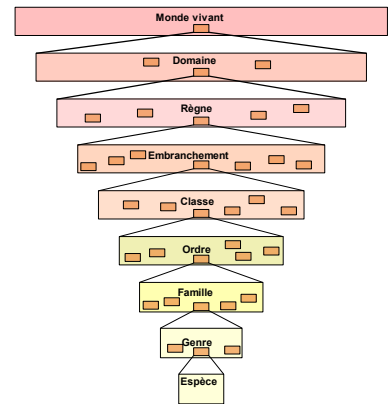 Monde vivant
Domaine
Règne
Embranchement
Classe
Ordre
Famille
Genre
Espèce